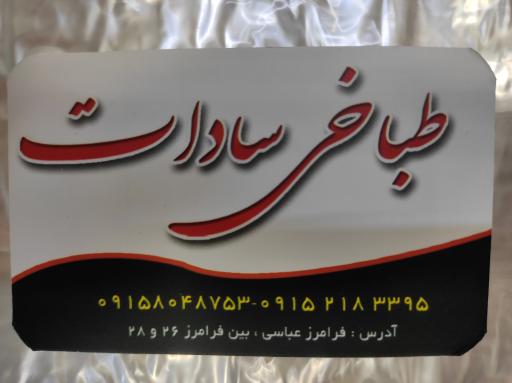 طباخی سادات
۰۹۱۵۸۰۴۸۷۵۳-۰۹۱۵ ۲۱۸ ۳۳۹۵
آدرس : فرامرز عباسی ، بین فرامرز ۲۶ و ۲۸